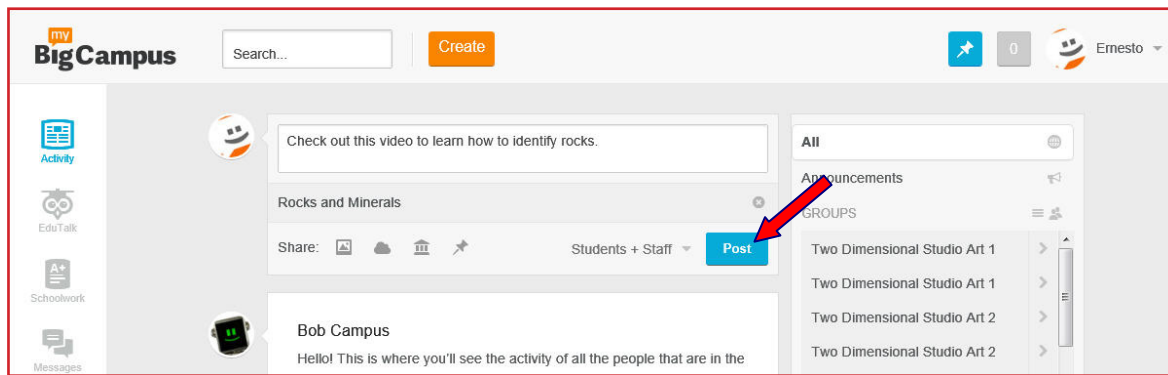 my
BigCampus
Search...
Create
0
Ernesto
Activity
EduTalk
A+
Schoolwork
Messages
Check out this video to learn how to identify rocks.
Rocks and Minerals
Share:
Students + Staff
Post
Bob Campus
Hello! This is where you'll see the activity of all the people that are in the
All
Announcements
GROUPS
Two Dimensional Studio Art 1
Two Dimensional Studio Art 1
Two Dimensional Studio Art 2
Two Dimensional Studio Art 2